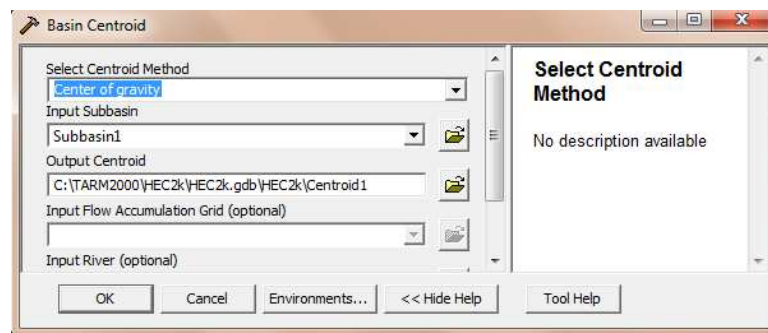 Basin Centroid
Select Centroid Method
Center of gravity
Input Subbasin
Subbasin1
Output Centroid
C:\TARM2000\HEC2k\HEC2k.gdb\HEC2k\Centroid1
Input Flow Accumulation Grid (optional)
Input River (optional)
Select Centroid
Method
No description available
OK
Cancel
Environments...
<< Hide Help
Tool Help